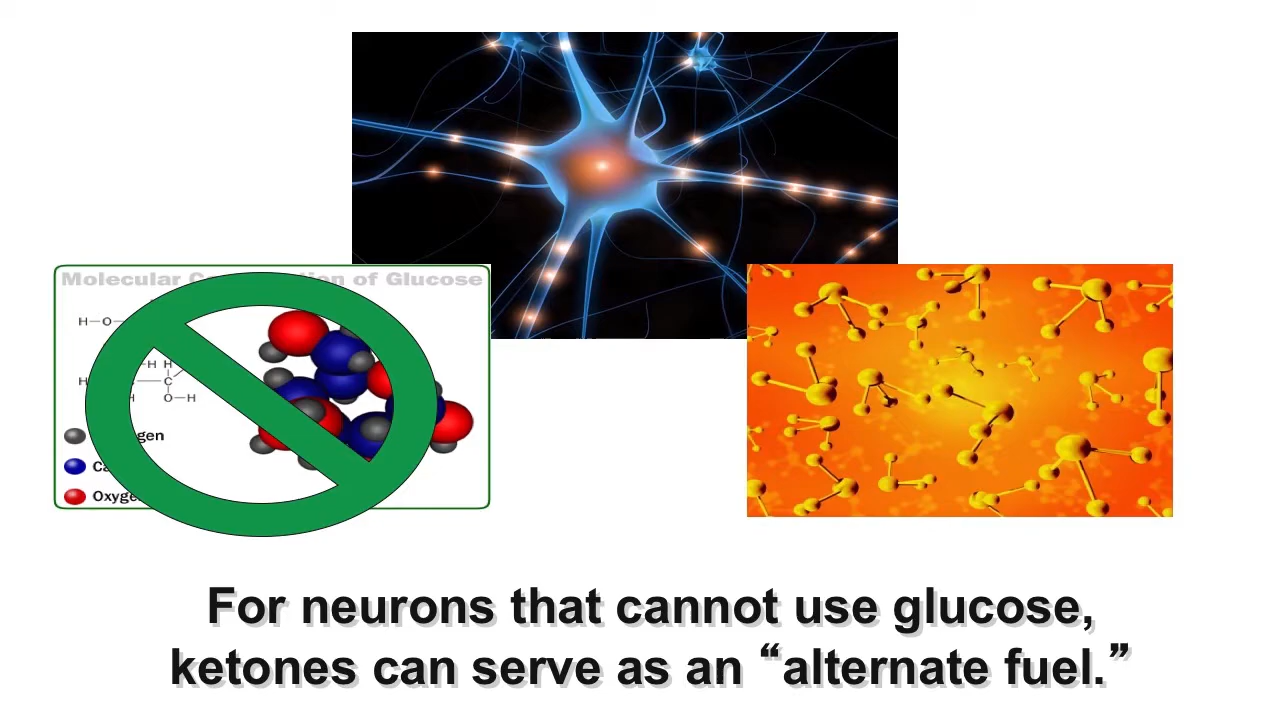 Molecular C tion of Glucose
H—O—
H H
H C
H O—H
gen
Ca
Oxyge
For neurons that cannot use glucose,
ketones can serve as an “alternate fuel.”